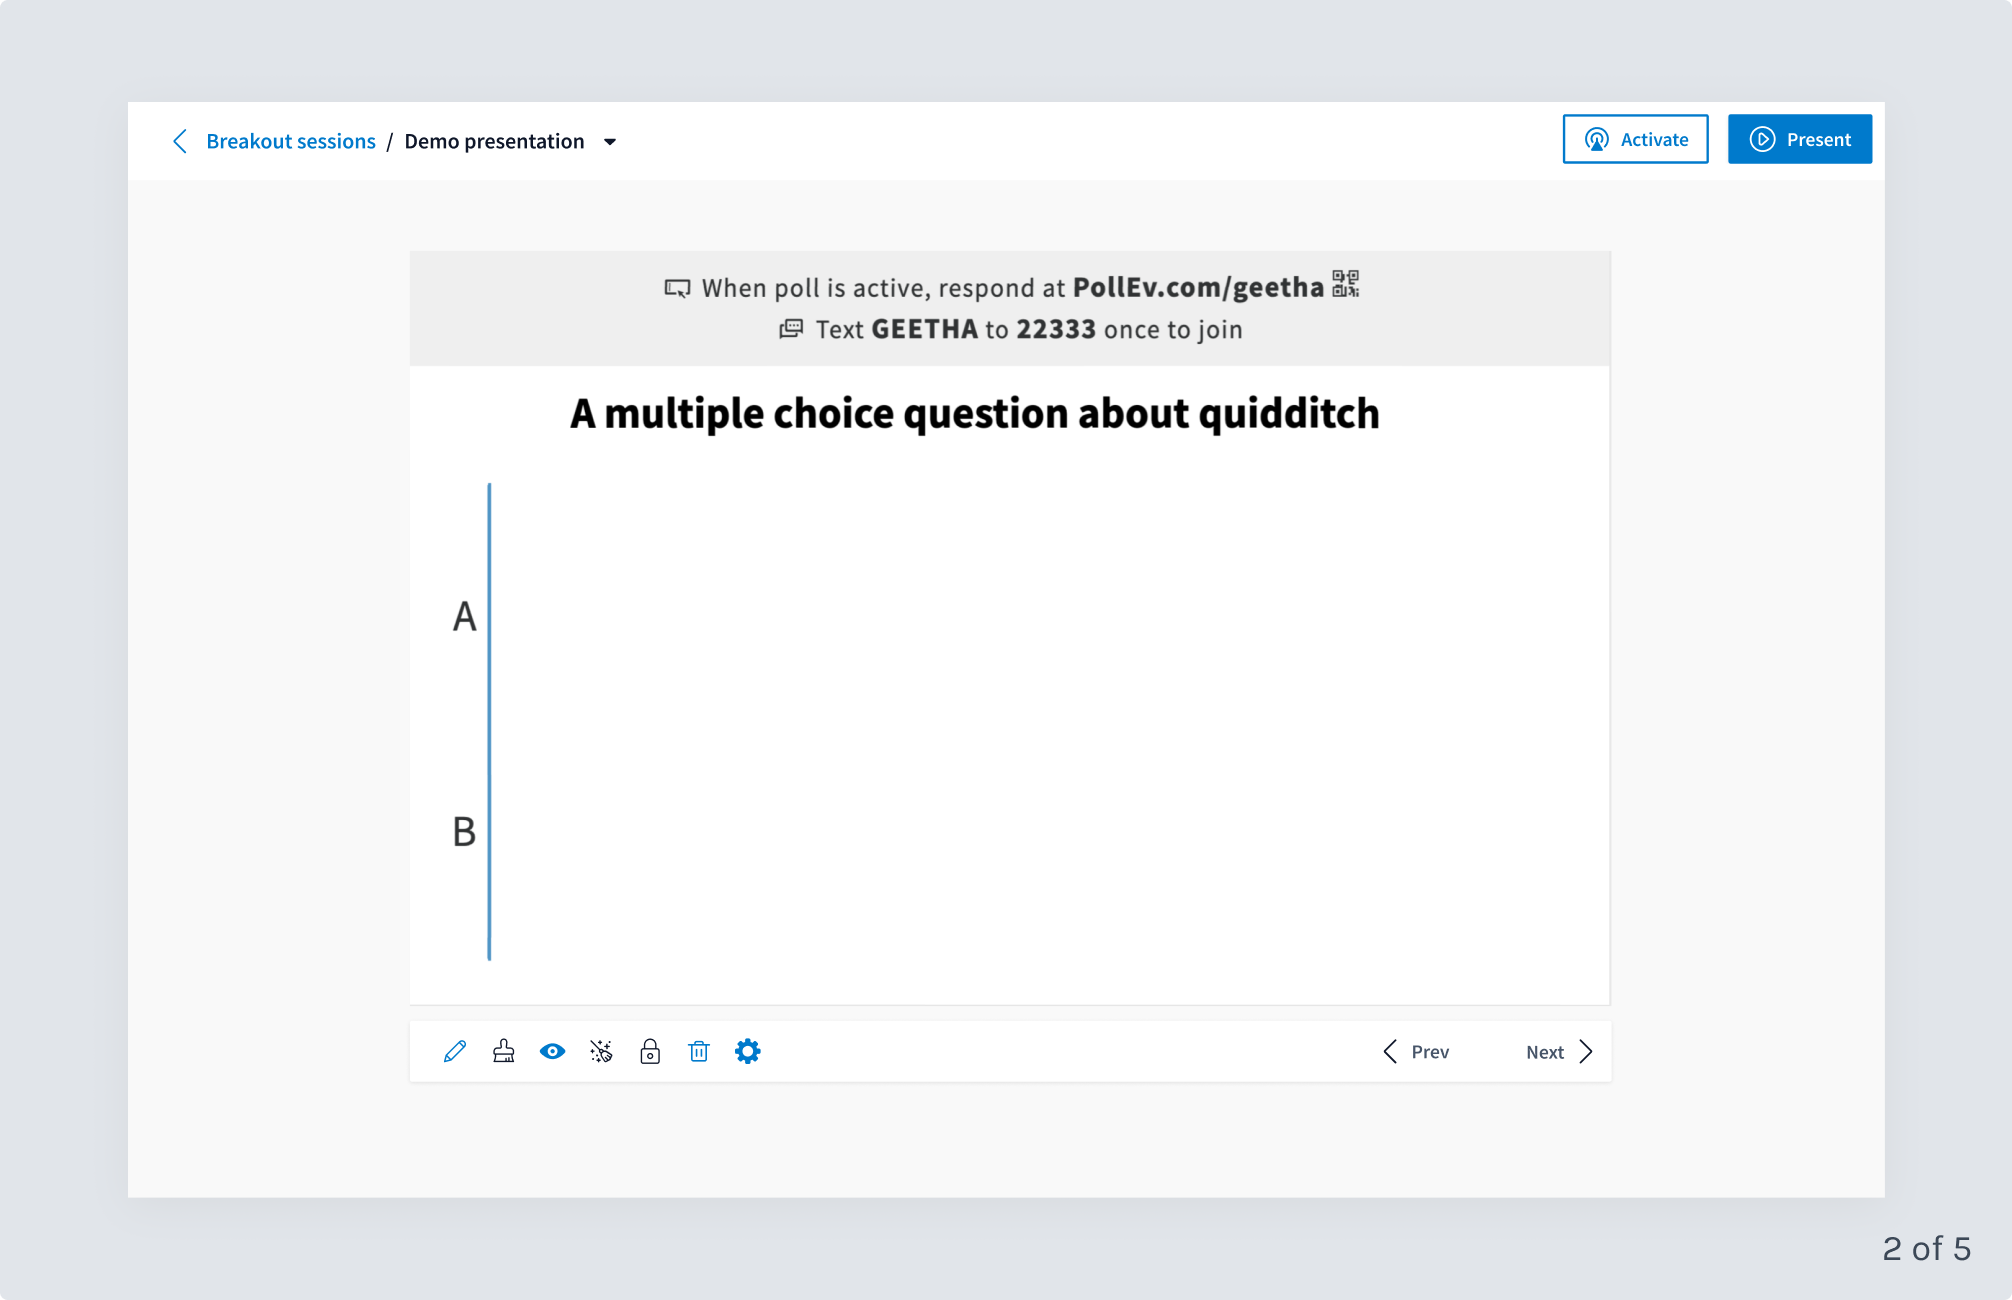 Breakout sessions / Demo presentation
Activate
Present
When poll is active, respond at PollEv.com/geetha
Text GEETHA to 22333 once to join
A multiple choice question about quidditch
A
B
Prev
Next
2 of 5